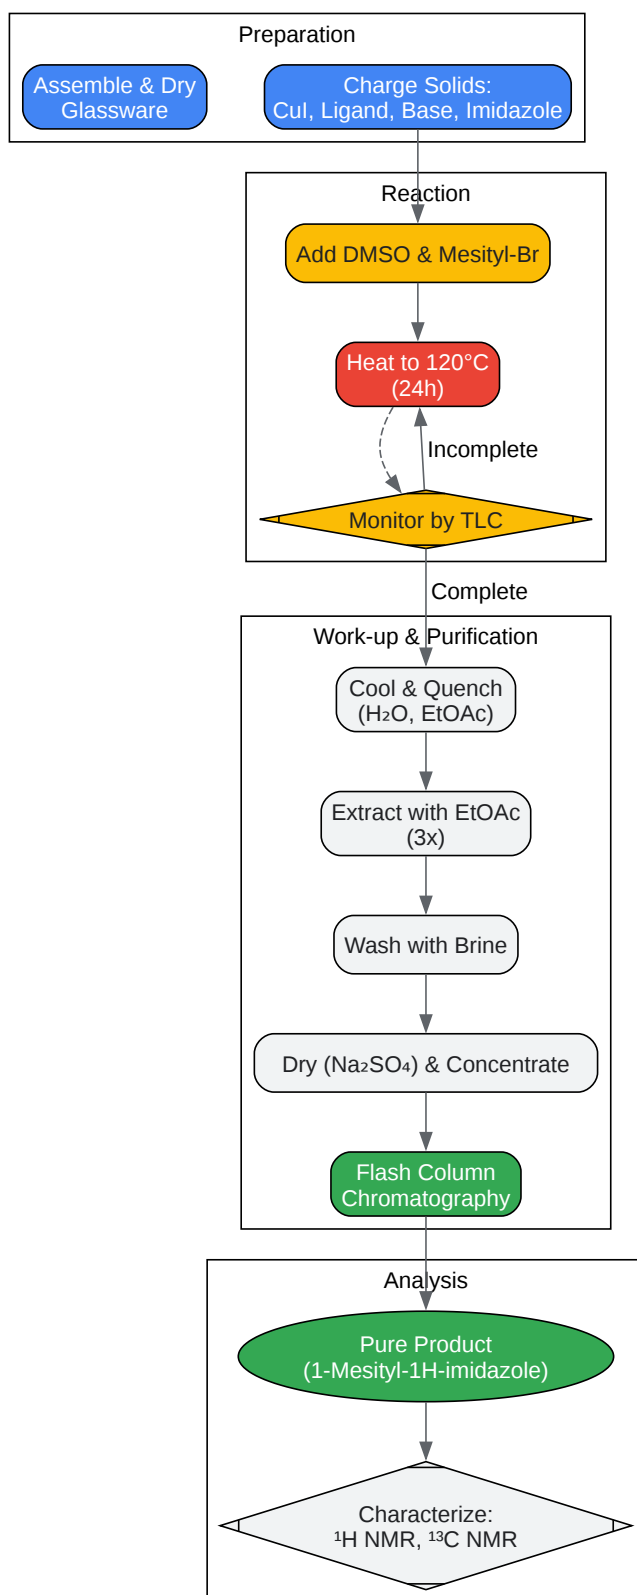 Preparation
Assemble & Dry
Glassware
Charge Solids:
CuI, Ligand, Base, Imidazole
Reaction
Add DMSO & Mesityl-Br
Heat to 120°C
(24h)
Incomplete
Monitor by TLC
Complete
Work-up & Purification
Cool & Quench
(H₂O, EtOAc)
Extract with EtOAc
(3x)
Wash with Brine
Dry (Na₂SO₄) & Concentrate
Flash Column
Chromatography
Analysis
Pure Product
(1-Mesityl-1H-imidazole)
Characterize:
¹H NMR, ¹³C NMR